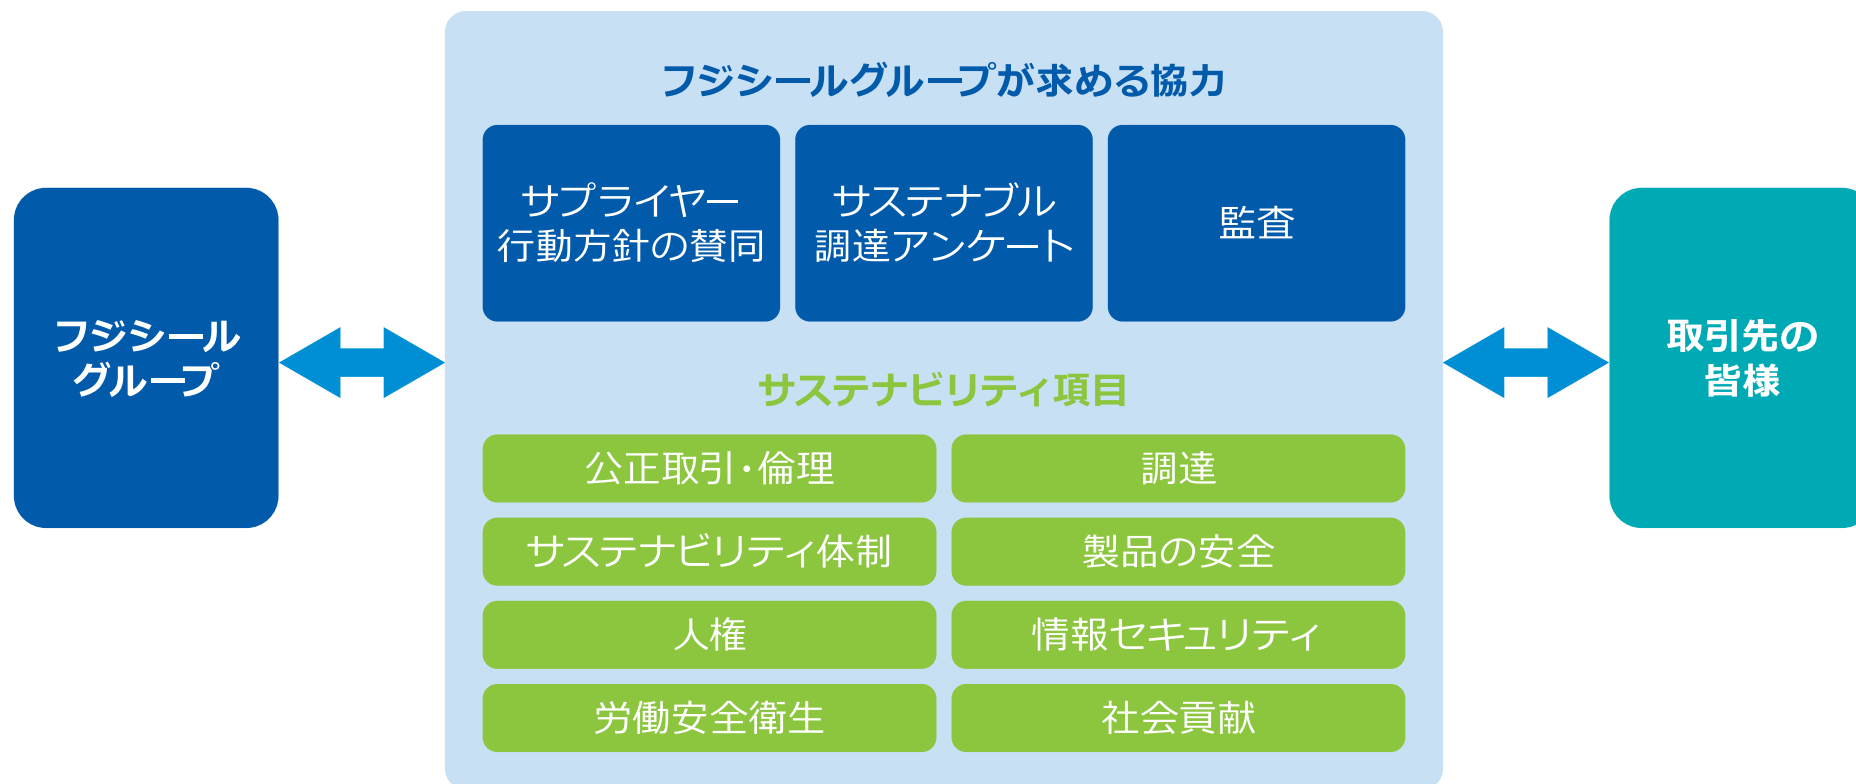 フジシールグループが求める協力
サプライヤー
行動方針の賛同
サステナブル
調達アンケート
監査
フジシール
グループ
取引先の
皆様
サステナビリティ項目
公正取引・倫理
調達
サステナビリティ体制
製品の安全
人権
情報セキュリティ
労働安全衛生
社会貢献